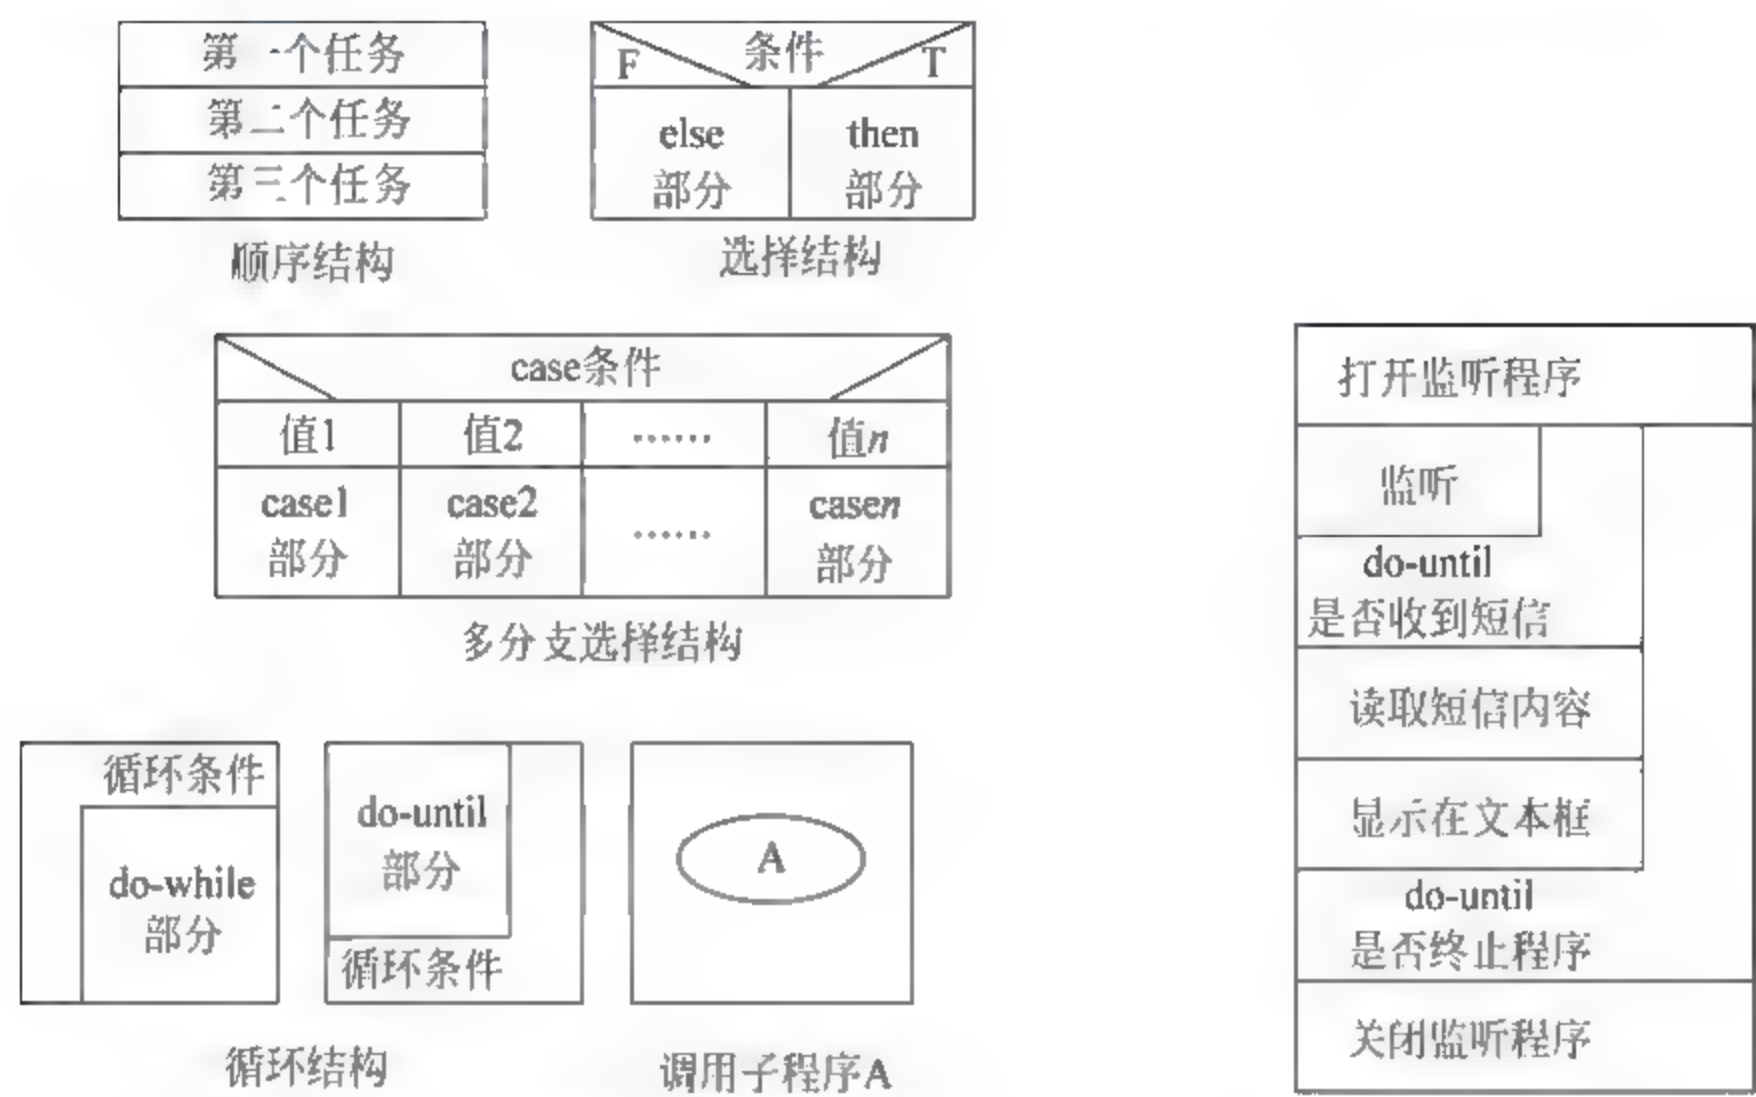 第一个任务
第二个任务
第三个任务
顺序结构
F
条件
T
else
部分
then
部分
选择结构
case条件
值1
值2
……
值n
case1
部分
case2
部分
……
casen
部分
多分支选择结构
循环条件
do-while
部分
do-until
部分
循环条件
循环结构
A
调用子程序A
打开监听程序
监听
do-until
是否收到短信
读取短信内容
显示在文本框
do-until
是否终止程序
关闭监听程序